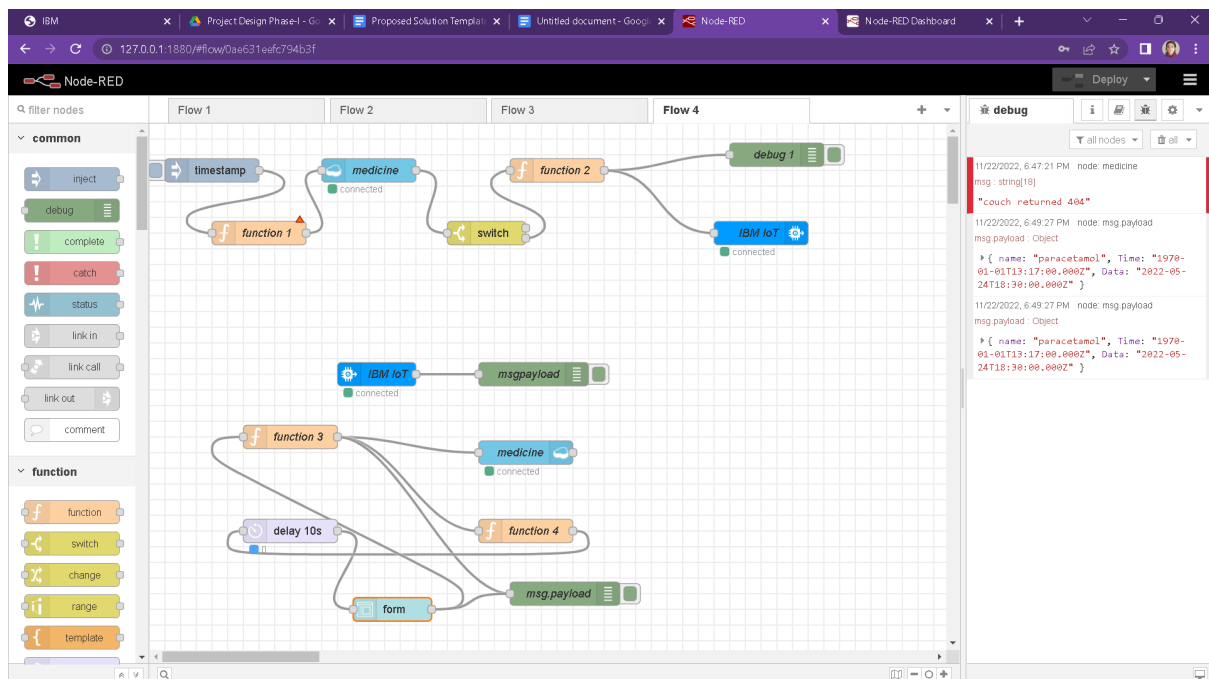 IBM
Project Design Phase-I - Go
Proposed Solution Templat
Untitled document - Googl
Node-RED
Node-RED Dashboard
127.0.0.1:1880/#flow/0ae631eefc794b3f
Node-RED
Deploy
filter nodes
Flow 1
Flow 2
Flow 3
Flow 4
debug
i
common
inject
debug
complete
catch
status
link in
link call
link out
comment
function
function
switch
change
range
template
timestamp
medicine
connected
function 1
switch
function 2
debug 1
IBM IoT
connected
IBM IoT
connected
msgpayload
function 3
medicine
connected
delay 10s
0
function 4
msg.payload
form
all nodes
all
11/22/2022, 6:47:21 PM node: medicine
msg : string[18]
"couch returned 404"
11/22/2022, 6:49:27 PM node: msg.payload
msg.payload : Object
{ name: "paracetamol", Time: "1970-
01-01T13:17:00.000Z", Data: "2022-05-
24T18:30:00.000Z" }
11/22/2022, 6:49:27 PM node: msg.payload
msg.payload : Object
{ name: "paracetamol", Time: "1970-
01-01T13:17:00.000Z", Data: "2022-05-
24T18:30:00.000Z" }